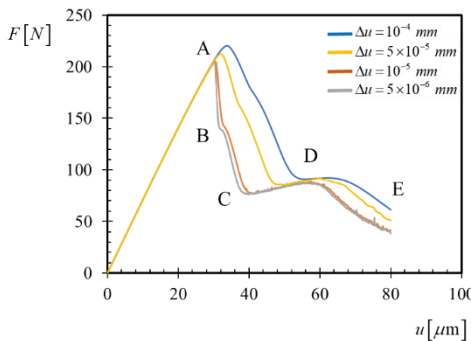 F[N]
250
200
150
100
50
0
A
B
C
D
E
Δu = 10⁻⁴ mm
Δu = 5×10⁻⁵ mm
Δu = 10⁻⁵ mm
Δu = 5×10⁻⁶ mm
0 20 40 60 80 100
u[μm]